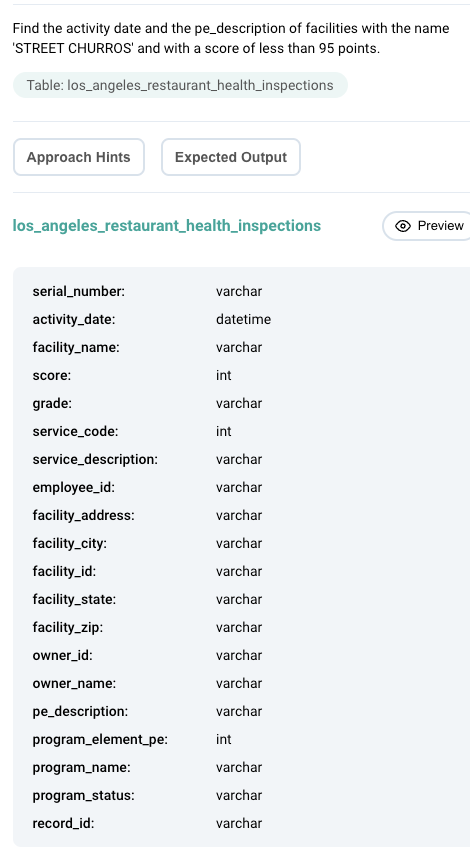 Find the activity date and the pe_description of facilities with the name
'STREET CHURROS' and with a score of less than 95 points.
Table: los_angeles_restaurant_health_inspections
Approach Hints
Expected Output
los_angeles_restaurant_health_inspections
Preview
serial_number: varchar
activity_date: datetime
facility_name: varchar
score: int
grade: varchar
service_code: int
service_description: varchar
employee_id: varchar
facility_address: varchar
facility_city: varchar
facility_id: varchar
facility_state: varchar
facility_zip: varchar
owner_id: varchar
owner_name: varchar
pe_description: varchar
program_element_pe: int
program_name: varchar
program_status: varchar
record_id: varchar